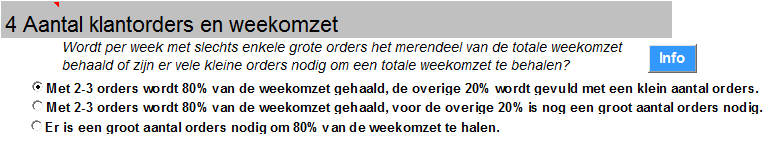 4 Aantal klantorders en weekomzet
Wordt per week met slechts enkele grote orders het merendeel van de totale weekomzet
behaald of zijn er vele kleine orders nodig om een totale weekomzet te behalen?
Info
Met 2-3 orders wordt 80% van de weekomzet gehaald, de overige 20% wordt gevuld met een klein aantal orders.
Met 2-3 orders wordt 80% van de weekomzet gehaald, voor de overige 20% is nog een groot aantal orders nodig.
Er is een groot aantal orders nodig om 80% van de weekomzet te halen.